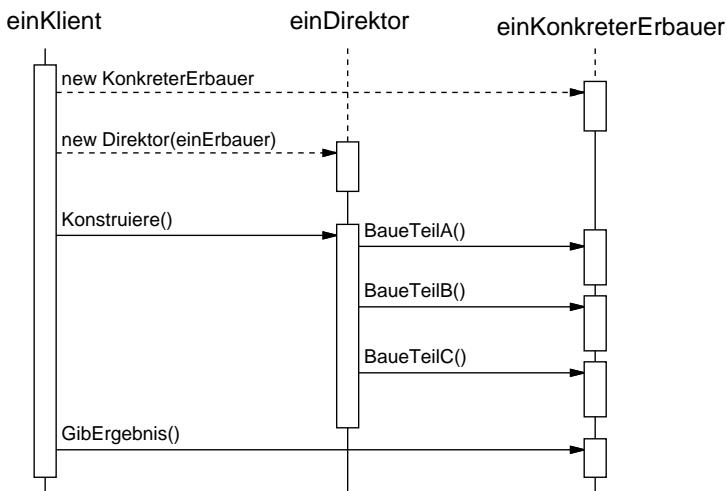 einKlient
einDirektor
einKonkreterErbauer
new KonkreterErbauer
new Direktor(einErbauer)
Konstruiere()
BaueTeilA()
BaueTeilB()
BaueTeilC()
GibErgebnis()